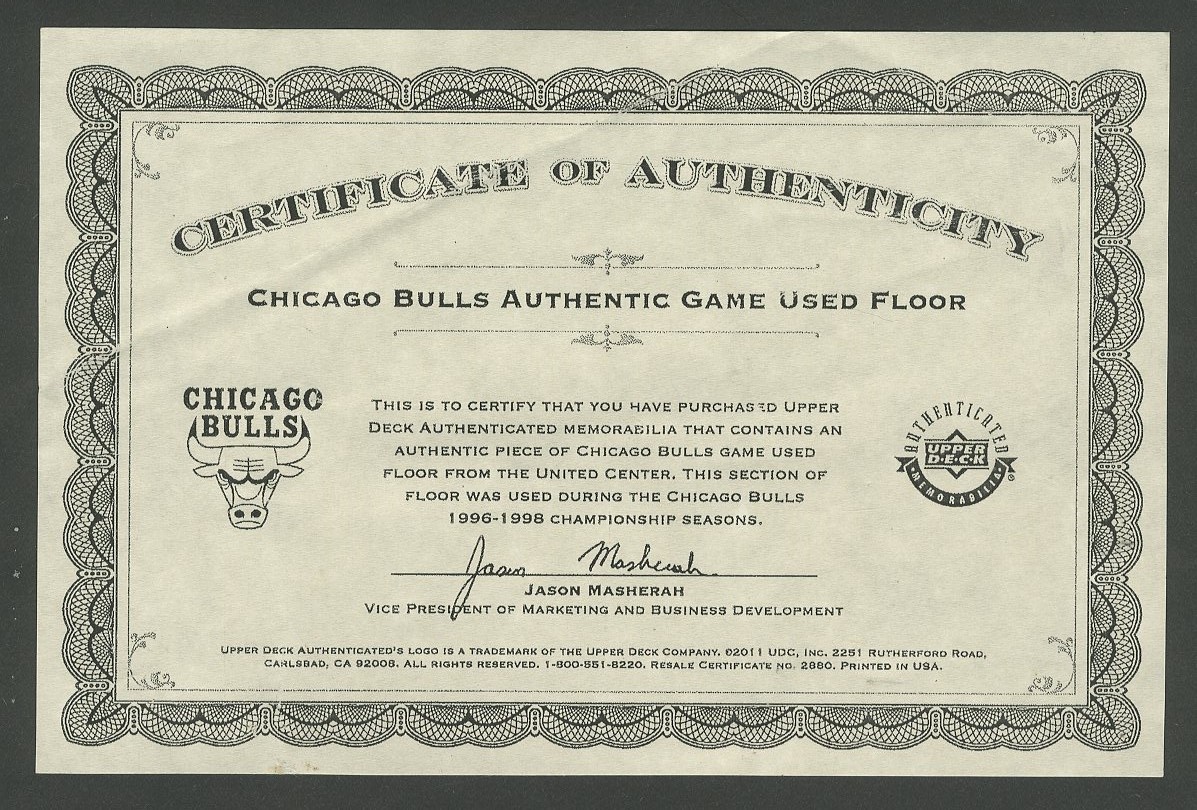 CERTIFICATE OF AUTHENTICITY
CHICAGO BULLS AUTHENTIC GAME USED FLOOR
CHICAGO
BULLS
THIS IS TO CERTIFY THAT YOU HAVE PURCHASED UPPER
DECK AUTHENTICATED MEMORABILIA THAT CONTAINS AN
AUTHENTIC PIECE OF CHICAGO BULLS GAME USED
FLOOR FROM THE UNITED CENTER. THIS SECTION OF
FLOOR WAS USED DURING THE CHICAGO BULLS
1996-1998 CHAMPIONSHIP SEASONS.
AUTHENTICATED
UPPER
D·E·C·K
MEMORABILIA
®
Jason Masherah
JASON MASHERAH
VICE PRESIDENT OF MARKETING AND BUSINESS DEVELOPMENT
UPPER DECK AUTHENTICATED'S LOGO IS A TRADEMARK OF THE UPPER DECK COMPANY. ©2011 UDC, INC. 2251 RUTHERFORD ROAD,
CARLSBAD, CA 92008. ALL RIGHTS RESERVED. 1-800-551-8220. RESALE CERTIFICATE NO. 2880. PRINTED IN USA.